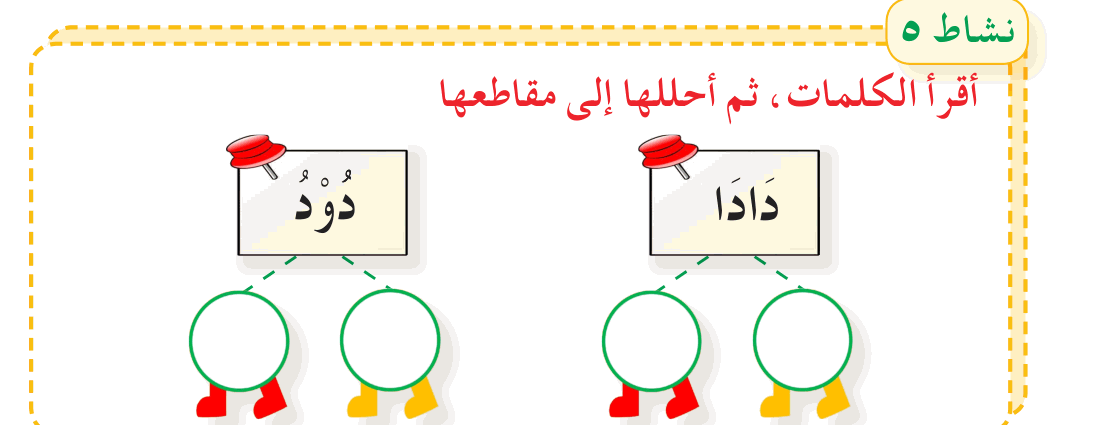 نشاط ٥
أقرأ الكلمات، ثم أحللها إلى مقاطعها
دَادَا
دُوْدُ